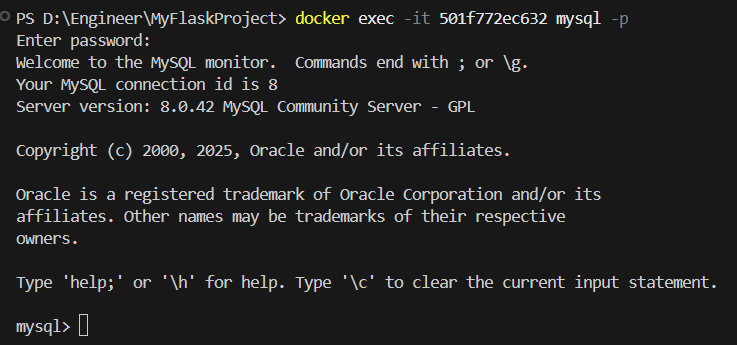 PS D:\Engineer\MyFlaskProject> docker exec -it 501f772ec632 mysql -p
Enter password:
Welcome to the MySQL monitor.  Commands end with ; or \g.
Your MySQL connection id is 8
Server version: 8.0.42 MySQL Community Server - GPL

Copyright (c) 2000, 2025, Oracle and/or its affiliates.

Oracle is a registered trademark of Oracle Corporation and/or its
affiliates. Other names may be trademarks of their respective
owners.

Type 'help;' or '\h' for help. Type '\c' to clear the current input statement.

mysql>